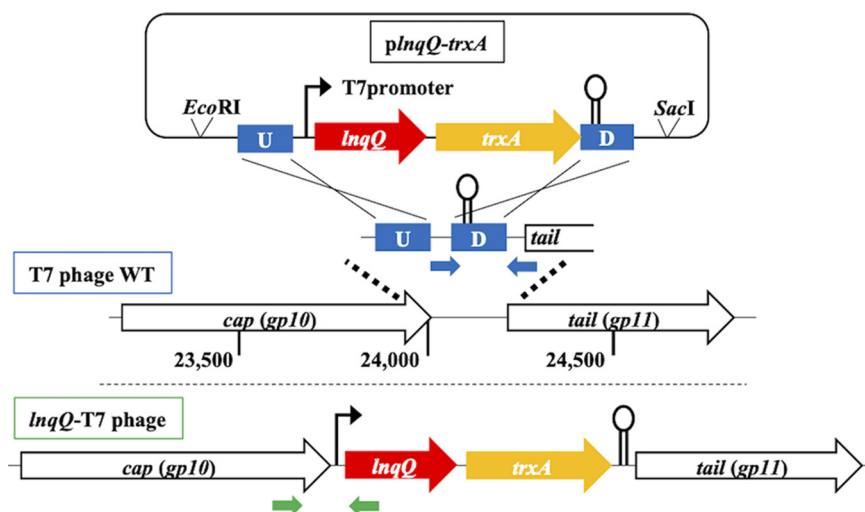 plnqQ-trxA
EcoRI
T7promoter
SacI
U
lnqQ
trxA
D
U
D
tail
T7 phage WT
cap (gp10)
tail (gp11)
23,500
24,000
24,500
lnqQ-T7 phage
cap (gp10)
lnqQ
trxA
tail (gp11)